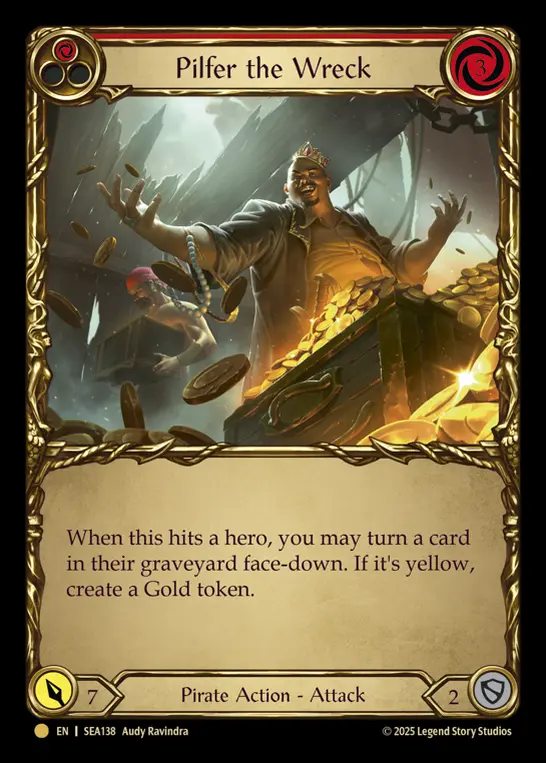 Pilfer the Wreck
3
When this hits a hero, you may turn a card
in their graveyard face-down. If it's yellow,
create a Gold token.
7
Pirate Action - Attack
2
EN | SEA138 Audy Ravindra
© 2025 Legend Story Studios